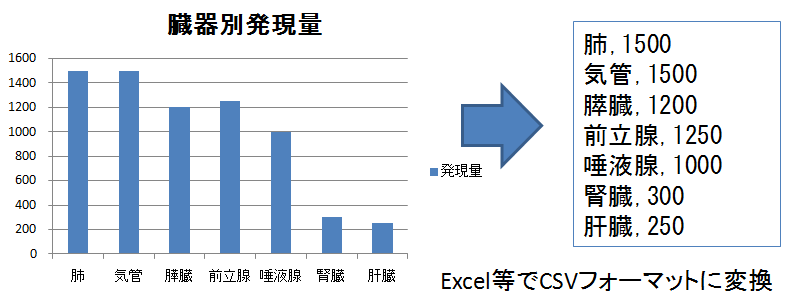 臓器別発現量
1600
1400
1200
1000
800
600
400
200
0
肺 気管 膵臓 前立腺 唾液腺 腎臓 肝臓
発現量
肺, 1500
気管, 1500
膵臓, 1200
前立腺, 1250
唾液腺, 1000
腎臓, 300
肝臓, 250
Excel等でCSVフォーマットに変換